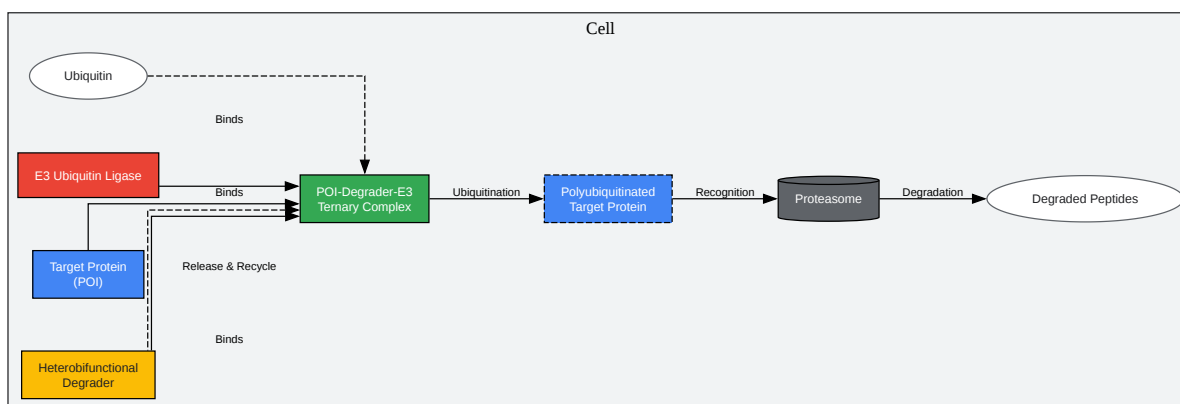 Cell
Ubiquitin
Binds
E3 Ubiquitin Ligase
Binds
POI-Degrader-E3
Ternary Complex
Ubiquitination
Polyubiquitinated
Target Protein
Recognition
Proteasome
Degradation
Degraded Peptides
Target Protein
(POI)
Release & Recycle
Binds
Heterobifunctional
Degrader